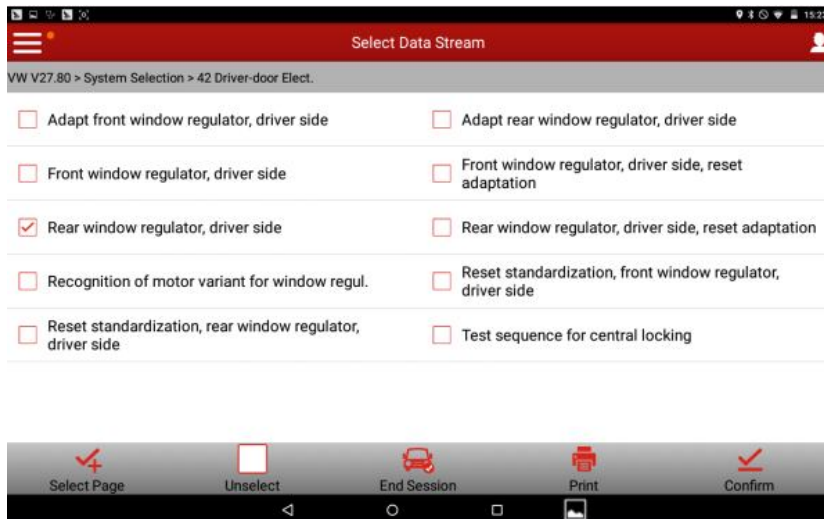 15:22
Select Data Stream
VW V27.80 > System Selection > 42 Driver-door Elect.
Adapt front window regulator, driver side
Adapt rear window regulator, driver side
Front window regulator, driver side
Front window regulator, driver side, reset
adaptation
Rear window regulator, driver side
Rear window regulator, driver side, reset adaptation
Recognition of motor variant for window regul.
Reset standardization, front window regulator,
driver side
Reset standardization, rear window regulator,
driver side
Test sequence for central locking
Select Page
Unselect
End Session
Print
Confirm